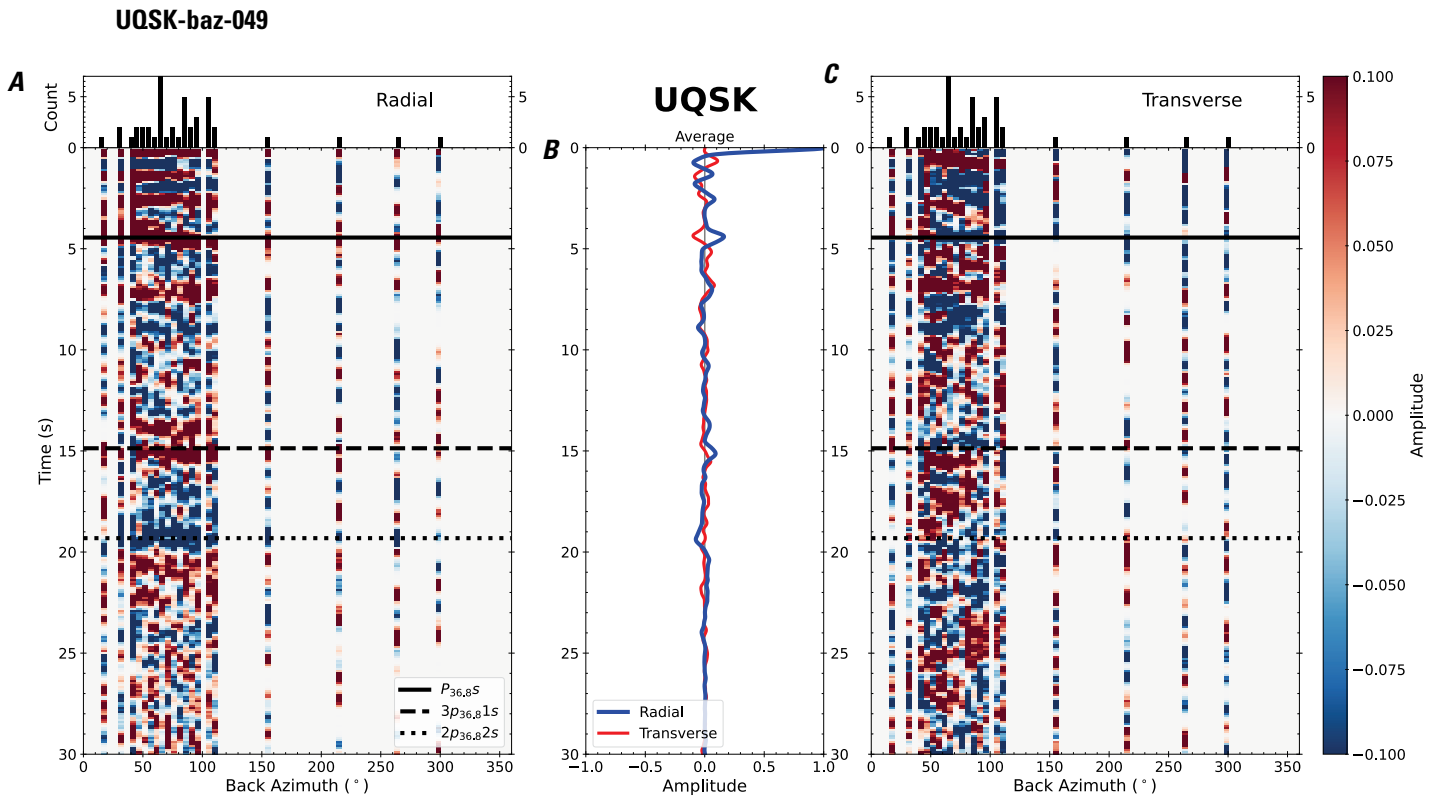 UQSK-baz-049
A
Count
5
0
Radial
5
0
UQSK
Average
C
5
0
Transverse
5
0
B
0
5
10
15
20
25
30
Time (s)
P36.8s
3p36.81s
2p36.82s
0 50 100 150 200 250 300 350
Back Azimuth (°)
0
5
10
15
20
25
30
Radial
Transverse
−1.0 −0.5 0.0 0.5 1.0
Amplitude
0
5
10
15
20
25
30
0 50 100 150 200 250 300 350
Back Azimuth (°)
0.100
0.075
0.050
0.025
0.000
−0.025
−0.050
−0.075
−0.100
Amplitude